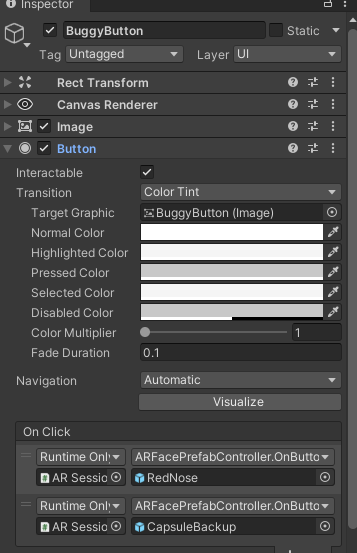 Inspector
BuggyButton Static
Tag Untagged Layer UI
Rect Transform
Canvas Renderer
Image
Button
Interactable
Transition Color Tint
Target Graphic BuggyButton (Image)
Normal Color
Highlighted Color
Pressed Color
Selected Color
Disabled Color
Color Multiplier 1
Fade Duration 0.1
Navigation Automatic
Visualize
On Click
Runtime Only ARFacePrefabController.OnButto
AR Sessio RedNose
Runtime Only ARFacePrefabController.OnButto
AR Sessio CapsuleBackup